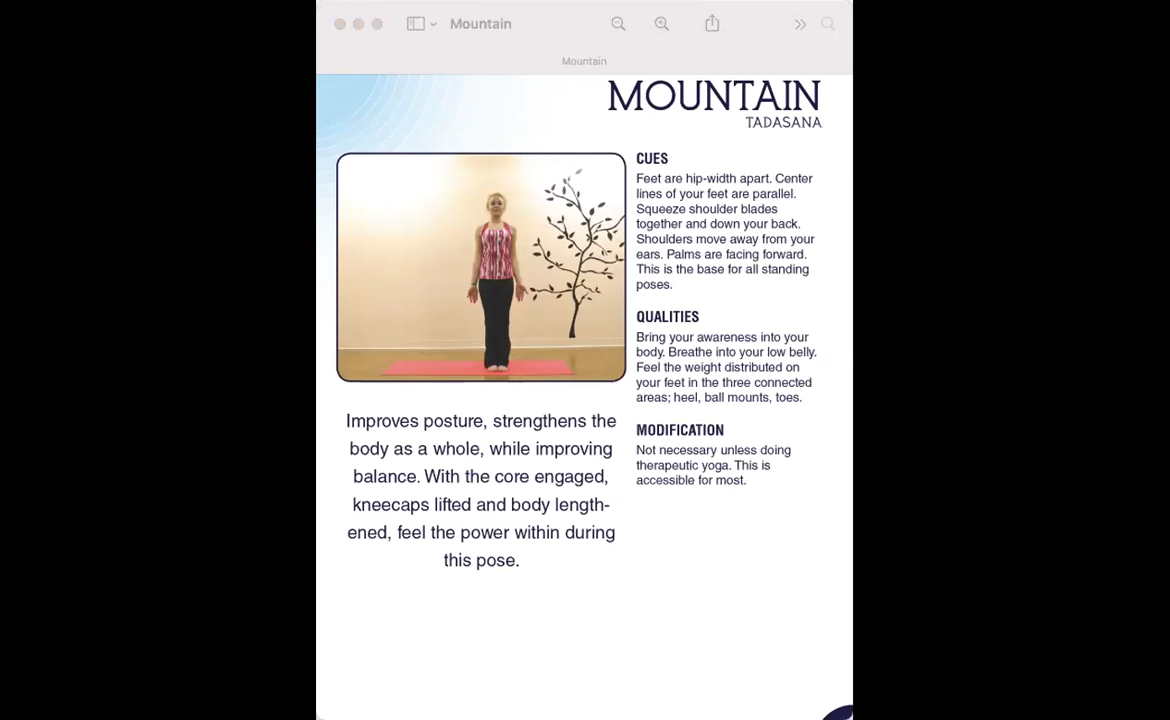 Mountain
Mountain
MOUNTAIN
TADASANA
CUES
Feet are hip-width apart. Center
lines of your feet are parallel.
Squeeze shoulder blades
together and down your back.
Shoulders move away from your
ears. Palms are facing forward.
This is the base for all standing
poses.
QUALITIES
Bring your awareness into your
body. Breathe into your low belly.
Feel the weight distributed on
your feet in the three connected
areas; heel, ball mounts, toes.
MODIFICATION
Not necessary unless doing
therapeutic yoga. This is
accessible for most.
Improves posture, strengthens the
body as a whole, while improving
balance. With the core engaged,
kneecaps lifted and body length-
ened, feel the power within during
this pose.